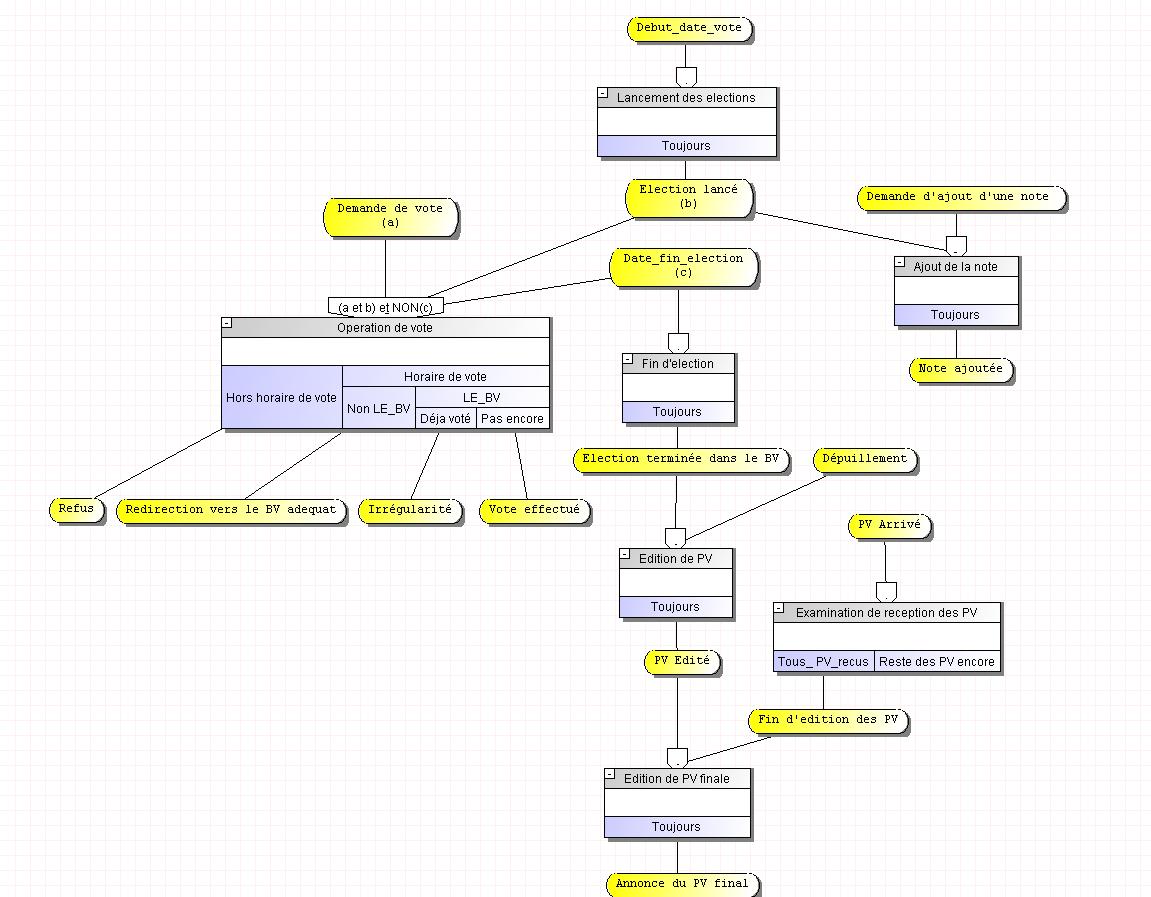 Debut_date_vote
Lancement des elections
Toujours
Election lancé
(b)
Demande d'ajout d'une note
Demande de vote
(a)
Date_fin_election
(c)
Ajout de la note
Toujours
Note ajoutée
(a et b) et NON(c)
Operation de vote
Hors horaire de vote
Horaire de vote
Non LE_BV
LE_BV
Déja voté
Pas encore
Fin d'election
Toujours
Election terminée dans le BV
Dépuillement
Refus
Redirection vers le BV adequat
Irrégularité
Vote effectué
PV Arrivé
Edition de PV
Toujours
Examination de reception des PV
Tous_ PV_recus
Reste des PV encore
PV Edité
Fin d'edition des PV
Edition de PV finale
Toujours
Annonce du PV final